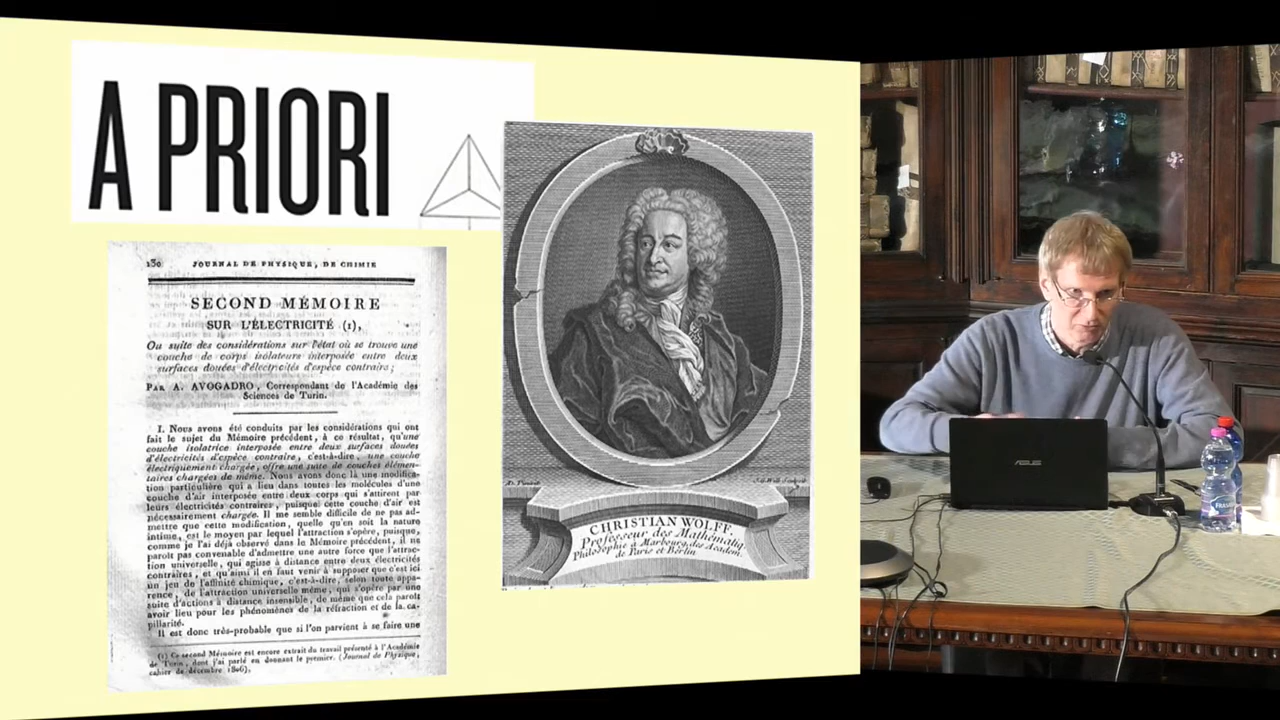 A PRIORI
130 JOURNAL DE PHYSIQUE, DE CHIMIE
SECOND MÉMOIRE
SUR L'ÉLECTRICITÉ (1),
Ou suite des considérations sur l'état où se trouve une
couche de corps isolateurs interposée entre deux
surfaces douées d'électricités d'espèce contraire;
PAR A. AVOGADRO, Correspondant de l'Académie des
Sciences de Turin.
I. Nous avons été conduits par les considérations qui ont
fait le sujet du Mémoire précédent, à ce résultat, qu'une
couche isolatrice interposée entre deux surfaces douées
d'électricités d'espèce contraire, c'est-à-dire, une couche
électriquement chargée, offre une suite de couches élémen-
taires chargées de même. Nous avons donc là une modifica-
tion particulière qui a lieu dans toutes les molécules d'une
couche d'air interposée entre deux corps qui s'attirent par
leurs électricités contraires, puisque cette couche d'air est
nécessairement chargée. Il me semble difficile de ne pas ad-
mettre que cette modification, quelle qu'en soit la nature
intime, est le moyen par lequel l'attraction s'opère, puisque,
comme je l'ai déjà observé dans le Mémoire précédent, il ne
paroît pas convenable d'admettre une autre force que l'attrac-
tion universelle, qui agisse à distance entre deux électricités
contraires, et qu'ainsi il en faut venir à supposer que c'est ici
un jeu de l'affinité chimique, c'est-à-dire, selon toute appa-
rence, de l'attraction universelle même, qui s'opère par une
suite d'actions à distance insensible, de même que cela paroît
avoir lieu pour les phénomènes de la réfraction et de la ca-
pillarité.
Il est donc très-probable que si l'on parvient à se faire une
(1) Ce second Mémoire est encore extrait du travail présenté à l'Académie
de Turin, dont j'ai parlé en donnant le premier. (Journal de Physique,
cahier de décembre 1806),
CHRISTIAN WOLFF.
Professeur des Mathématiq.
Philosophie à Marbourg, des Academ.
de Paris et Berlin
ASUS